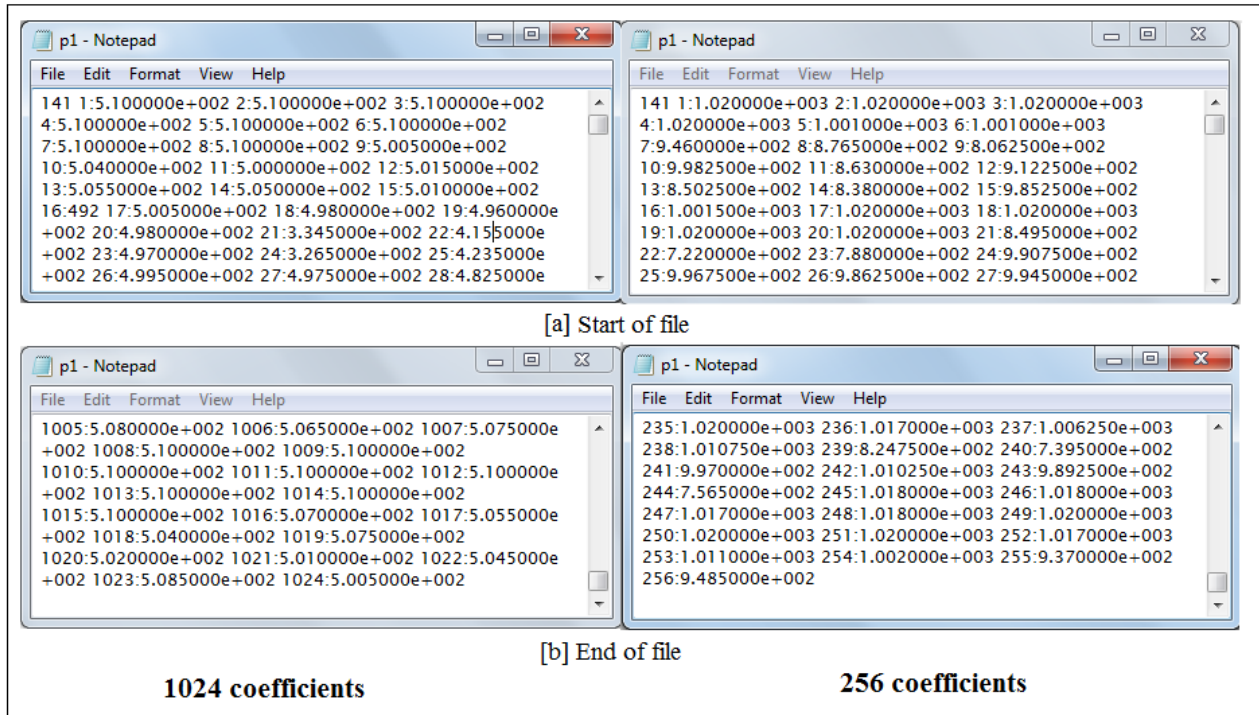 p1 - Notepad
File Edit Format View Help
141 1:5.100000e+002 2:5.100000e+002 3:5.100000e+002
4:5.100000e+002 5:5.100000e+002 6:5.100000e+002
7:5.100000e+002 8:5.100000e+002 9:5.005000e+002
10:5.040000e+002 11:5.000000e+002 12:5.015000e+002
13:5.055000e+002 14:5.050000e+002 15:5.010000e+002
16:492 17:5.005000e+002 18:4.980000e+002 19:4.960000e
+002 20:4.980000e+002 21:3.345000e+002 22:4.155000e
+002 23:4.970000e+002 24:3.265000e+002 25:4.235000e
+002 26:4.995000e+002 27:4.975000e+002 28:4.825000e
p1 - Notepad
File Edit Format View Help
141 1:1.020000e+003 2:1.020000e+003 3:1.020000e+003
4:1.020000e+003 5:1.001000e+003 6:1.001000e+003
7:9.460000e+002 8:8.765000e+002 9:8.062500e+002
10:9.982500e+002 11:8.630000e+002 12:9.122500e+002
13:8.502500e+002 14:8.380000e+002 15:9.852500e+002
16:1.001500e+003 17:1.020000e+003 18:1.020000e+003
19:1.020000e+003 20:1.020000e+003 21:8.495000e+002
22:7.220000e+002 23:7.880000e+002 24:9.907500e+002
25:9.967500e+002 26:9.862500e+002 27:9.945000e+002
[a] Start of file
p1 - Notepad
File Edit Format View Help
1005:5.080000e+002 1006:5.065000e+002 1007:5.075000e
+002 1008:5.100000e+002 1009:5.100000e+002
1010:5.100000e+002 1011:5.100000e+002 1012:5.100000e
+002 1013:5.100000e+002 1014:5.100000e+002
1015:5.100000e+002 1016:5.070000e+002 1017:5.055000e
+002 1018:5.040000e+002 1019:5.075000e+002
1020:5.020000e+002 1021:5.010000e+002 1022:5.045000e
+002 1023:5.085000e+002 1024:5.005000e+002
p1 - Notepad
File Edit Format View Help
235:1.020000e+003 236:1.017000e+003 237:1.006250e+003
238:1.010750e+003 239:8.247500e+002 240:7.395000e+002
241:9.970000e+002 242:1.010250e+003 243:9.892500e+002
244:7.565000e+002 245:1.018000e+003 246:1.018000e+003
247:1.017000e+003 248:1.018000e+003 249:1.020000e+003
250:1.020000e+003 251:1.020000e+003 252:1.017000e+003
253:1.011000e+003 254:1.002000e+003 255:9.370000e+002
256:9.485000e+002
[b] End of file
1024 coefficients
256 coefficients